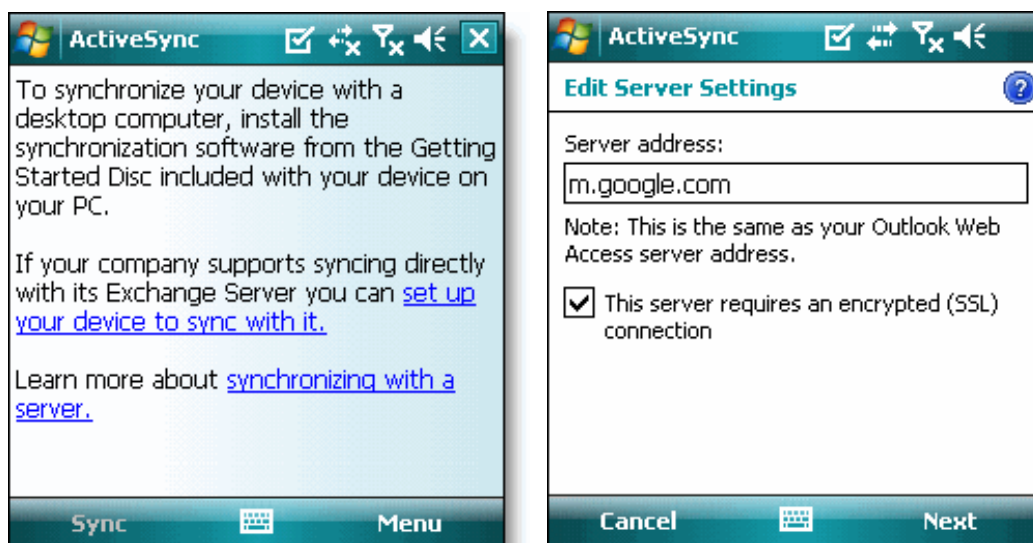 ActiveSync
To synchronize your device with a
desktop computer, install the
synchronization software from the Getting
Started Disc included with your device on
your PC.
If your company supports syncing directly
with its Exchange Server you can set up
your device to sync with it.
Learn more about synchronizing with a
server.
Sync
Menu
ActiveSync
Edit Server Settings
Server address:
m.google.com
Note: This is the same as your Outlook Web
Access server address.
This server requires an encrypted (SSL)
connection
Cancel
Next